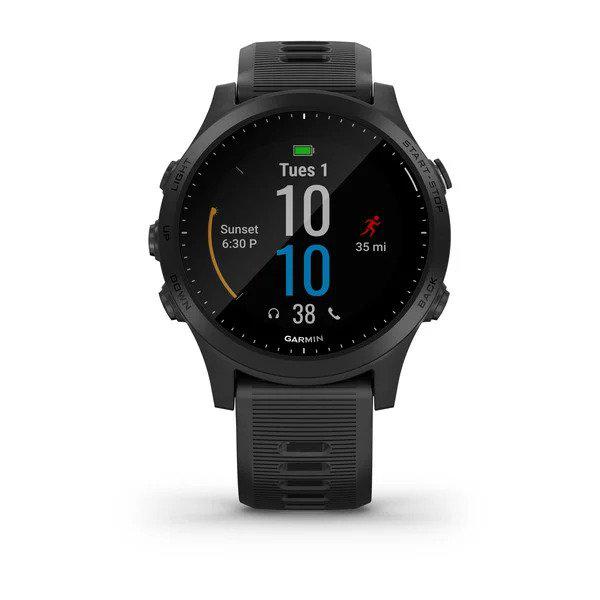 Tues 1
10
Sunset
6:30 P
35 mi
10
38
GARMIN
LIGHT
UP
DOWN
START·STOP
BACK